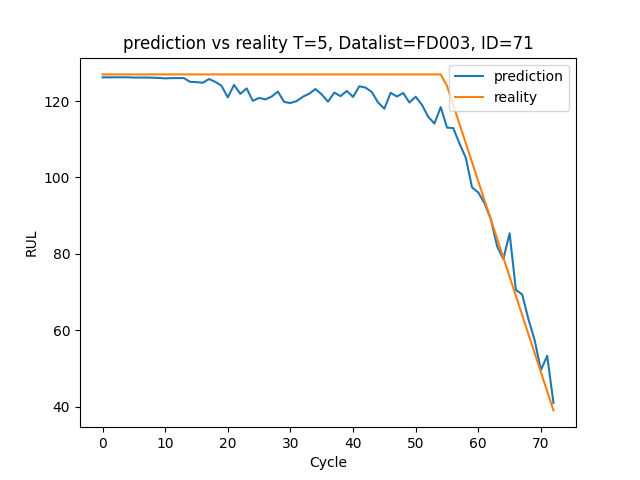 prediction vs reality T=5, Datalist=FD003, ID=71
prediction
reality
RUL
120
100
80
60
40
0 10 20 30 40 50 60 70
Cycle